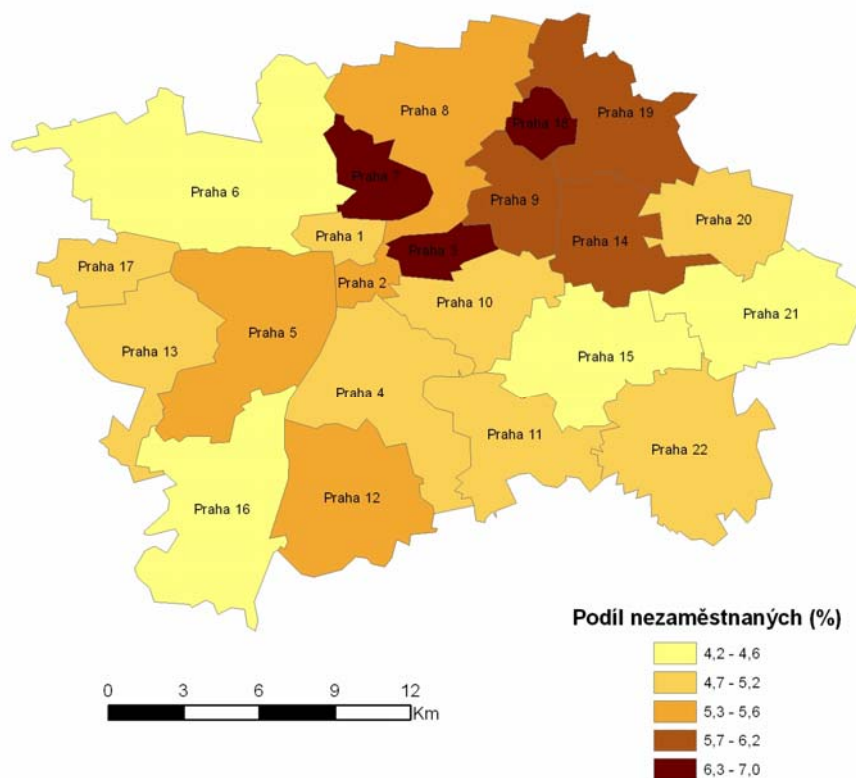 Praha 8
Praha 19
Praha 18
Praha 7
Praha 6
Praha 9
Praha 20
Praha 1
Praha 14
Praha 3
Praha 17
Praha 2
Praha 10
Praha 21
Praha 5
Praha 13
Praha 15
Praha 4
Praha 11
Praha 22
Praha 12
Praha 16
Podíl nezaměstnaných (%)
4,2 - 4,6
4,7 - 5,2
5,3 - 5,6
5,7 - 6,2
6,3 - 7,0
0 3 6 9 12
Km